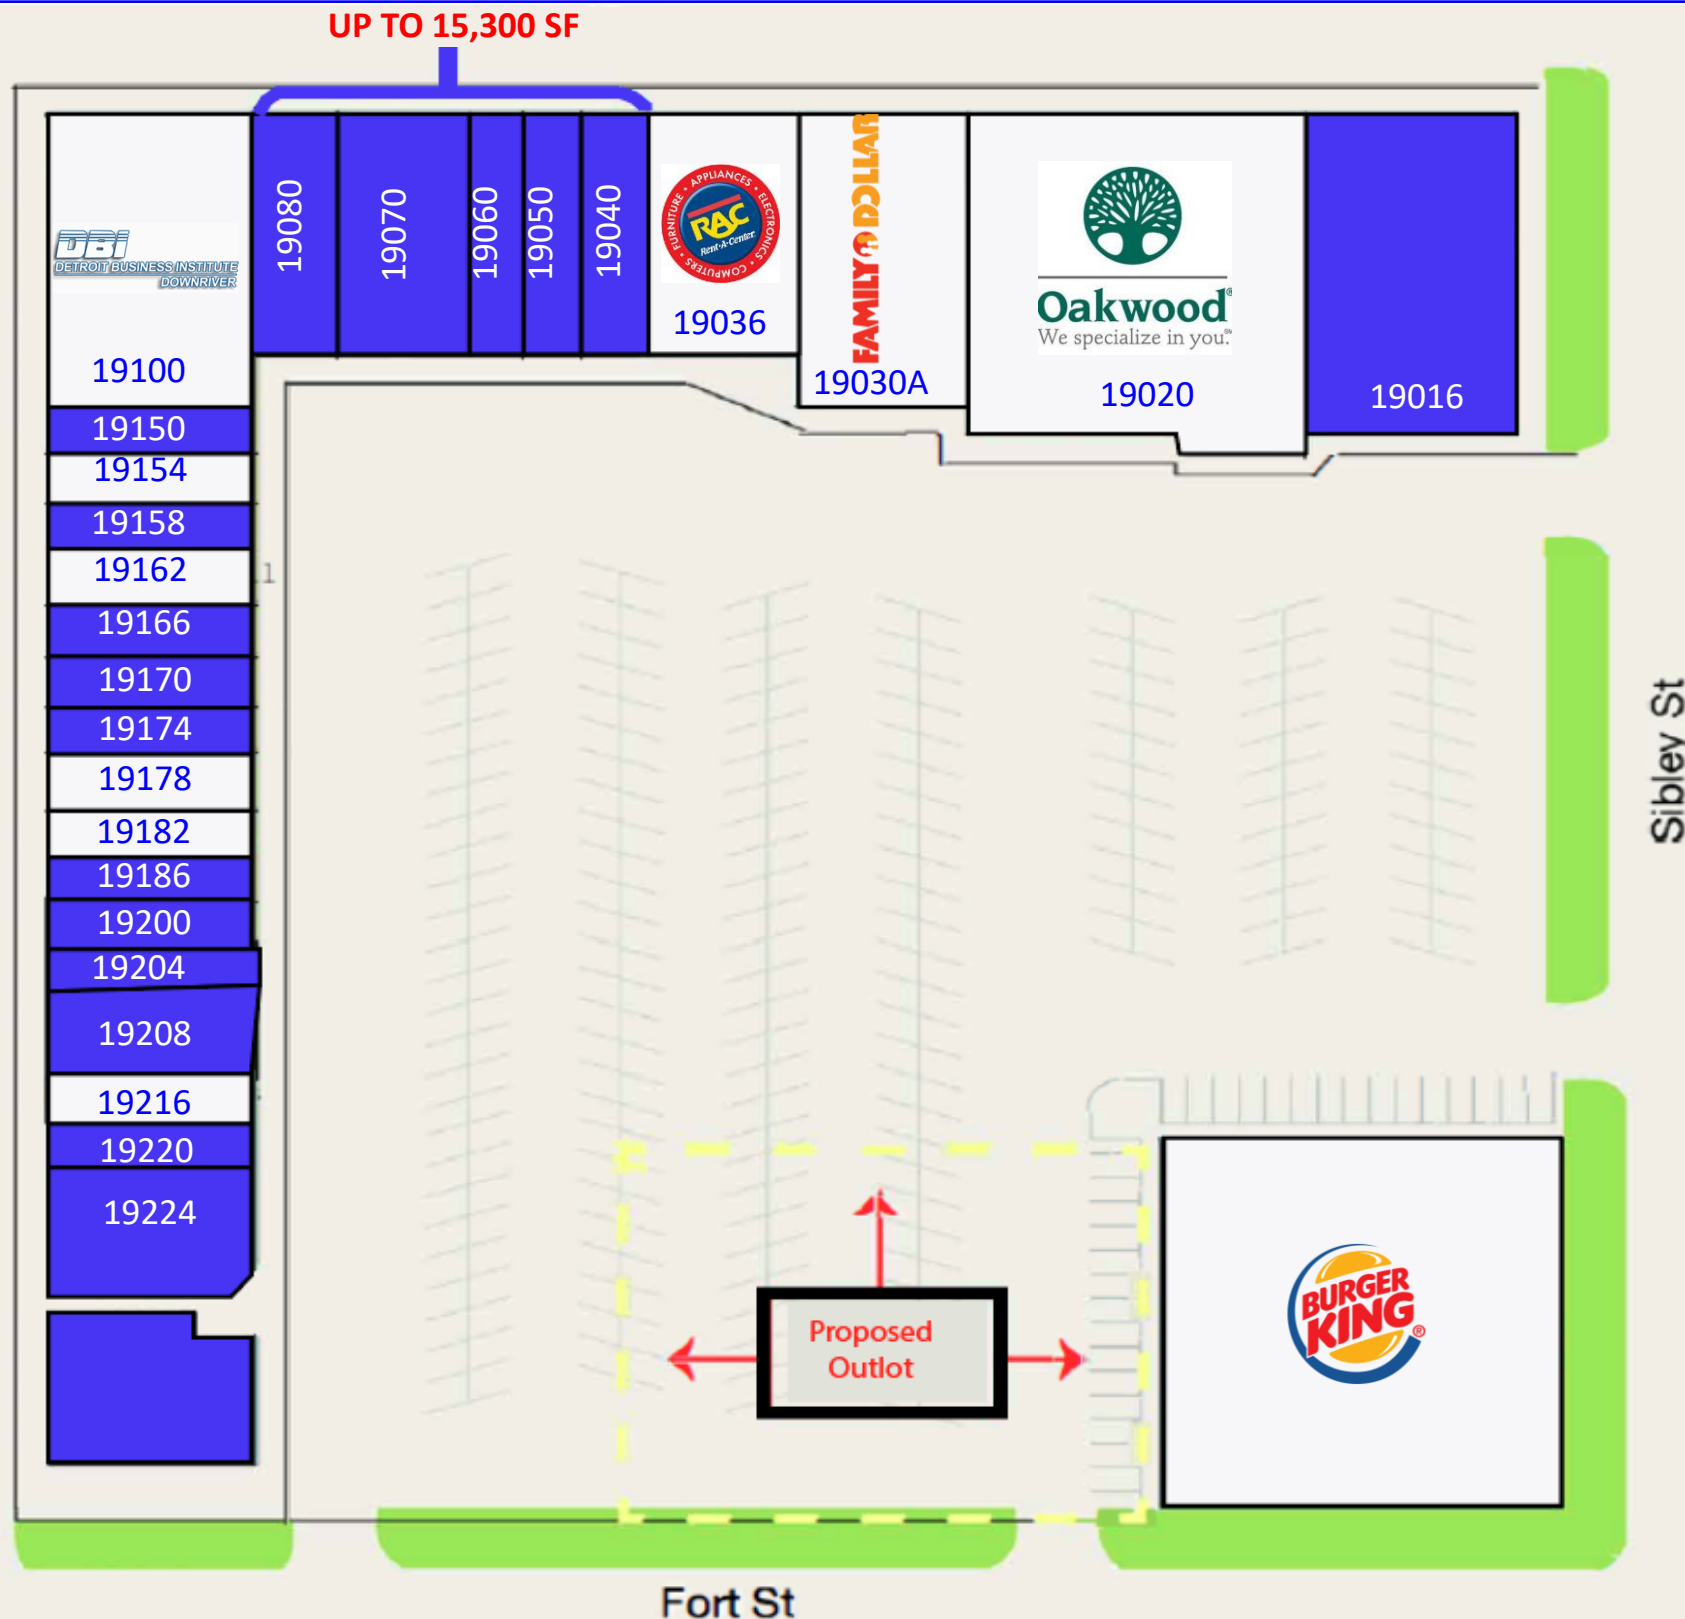 UP TO 15,300 SF
DBI
DETROIT BUSINESS INSTITUTE
DOWNRIVER
19100
19080
19070
19060
19050
19040
FURNITURE • APPLIANCES • ELECTRONICS • COMPUTERS •
RAC
Rent-A-Center
19036
FAMILY DOLLAR
19030A
Oakwood®
We specialize in you.℠
19020
19016
19150
19154
19158
19162
1
19166
19170
19174
19178
19182
19186
19200
19204
19208
19216
19220
19224
Sibley St
Proposed
Outlot
BURGER
KING®
Fort St